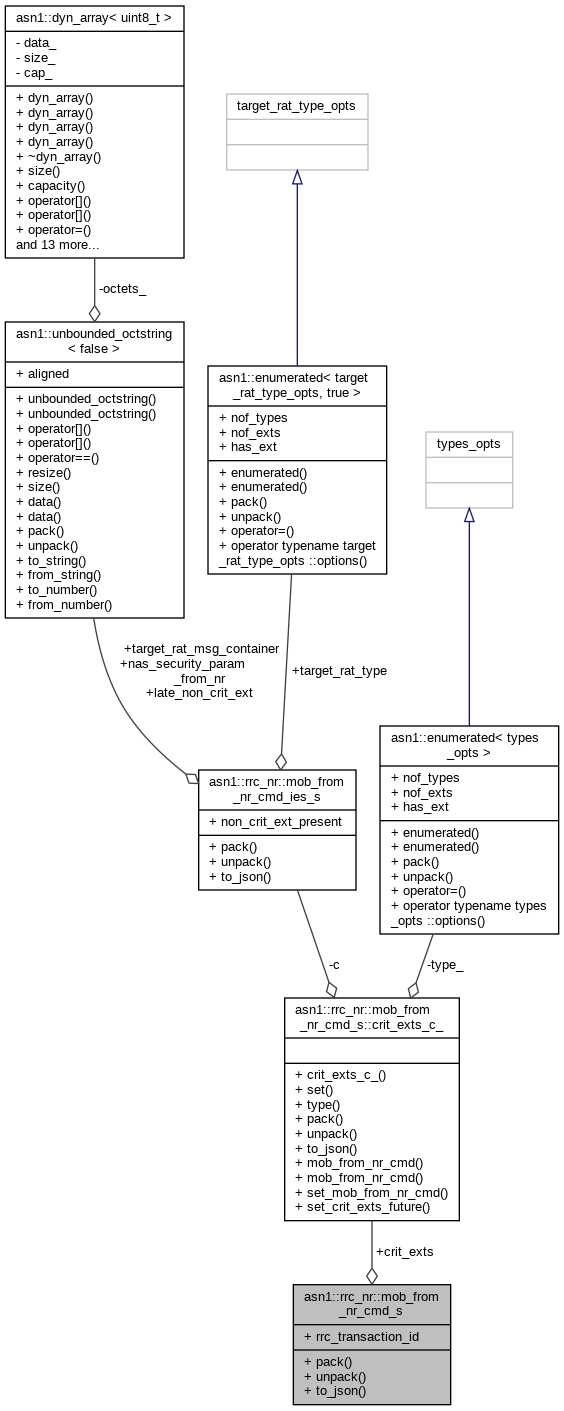 asn1::dyn_array< uint8_t >
- data_
- size_
- cap_
+ dyn_array()
+ dyn_array()
+ dyn_array()
+ dyn_array()
+ ~dyn_array()
+ size()
+ capacity()
+ operator[]()
+ operator[]()
+ operator=()
and 13 more...
target_rat_type_opts
-octets_
asn1::unbounded_octstring
< false >
+ aligned
+ unbounded_octstring()
+ unbounded_octstring()
+ operator[]()
+ operator[]()
+ operator==()
+ resize()
+ size()
+ data()
+ data()
+ pack()
+ unpack()
+ to_string()
+ from_string()
+ to_number()
+ from_number()
asn1::enumerated< target
_rat_type_opts, true >
+ nof_types
+ nof_exts
+ has_ext
+ enumerated()
+ enumerated()
+ pack()
+ unpack()
+ operator=()
+ operator typename target
_rat_type_opts ::options()
types_opts
+target_rat_msg_container
+nas_security_param
_from_nr
+late_non_crit_ext
+target_rat_type
asn1::enumerated< types
_opts >
+ nof_types
+ nof_exts
+ has_ext
+ enumerated()
+ enumerated()
+ pack()
+ unpack()
+ operator=()
+ operator typename types
_opts ::options()
asn1::rrc_nr::mob_from
_nr_cmd_ies_s
+ non_crit_ext_present
+ pack()
+ unpack()
+ to_json()
-c
-type_
asn1::rrc_nr::mob_from
_nr_cmd_s::crit_exts_c_
+ crit_exts_c_()
+ set()
+ type()
+ pack()
+ unpack()
+ to_json()
+ mob_from_nr_cmd()
+ mob_from_nr_cmd()
+ set_mob_from_nr_cmd()
+ set_crit_exts_future()
+crit_exts
asn1::rrc_nr::mob_from
_nr_cmd_s
+ rrc_transaction_id
+ pack()
+ unpack()
+ to_json()